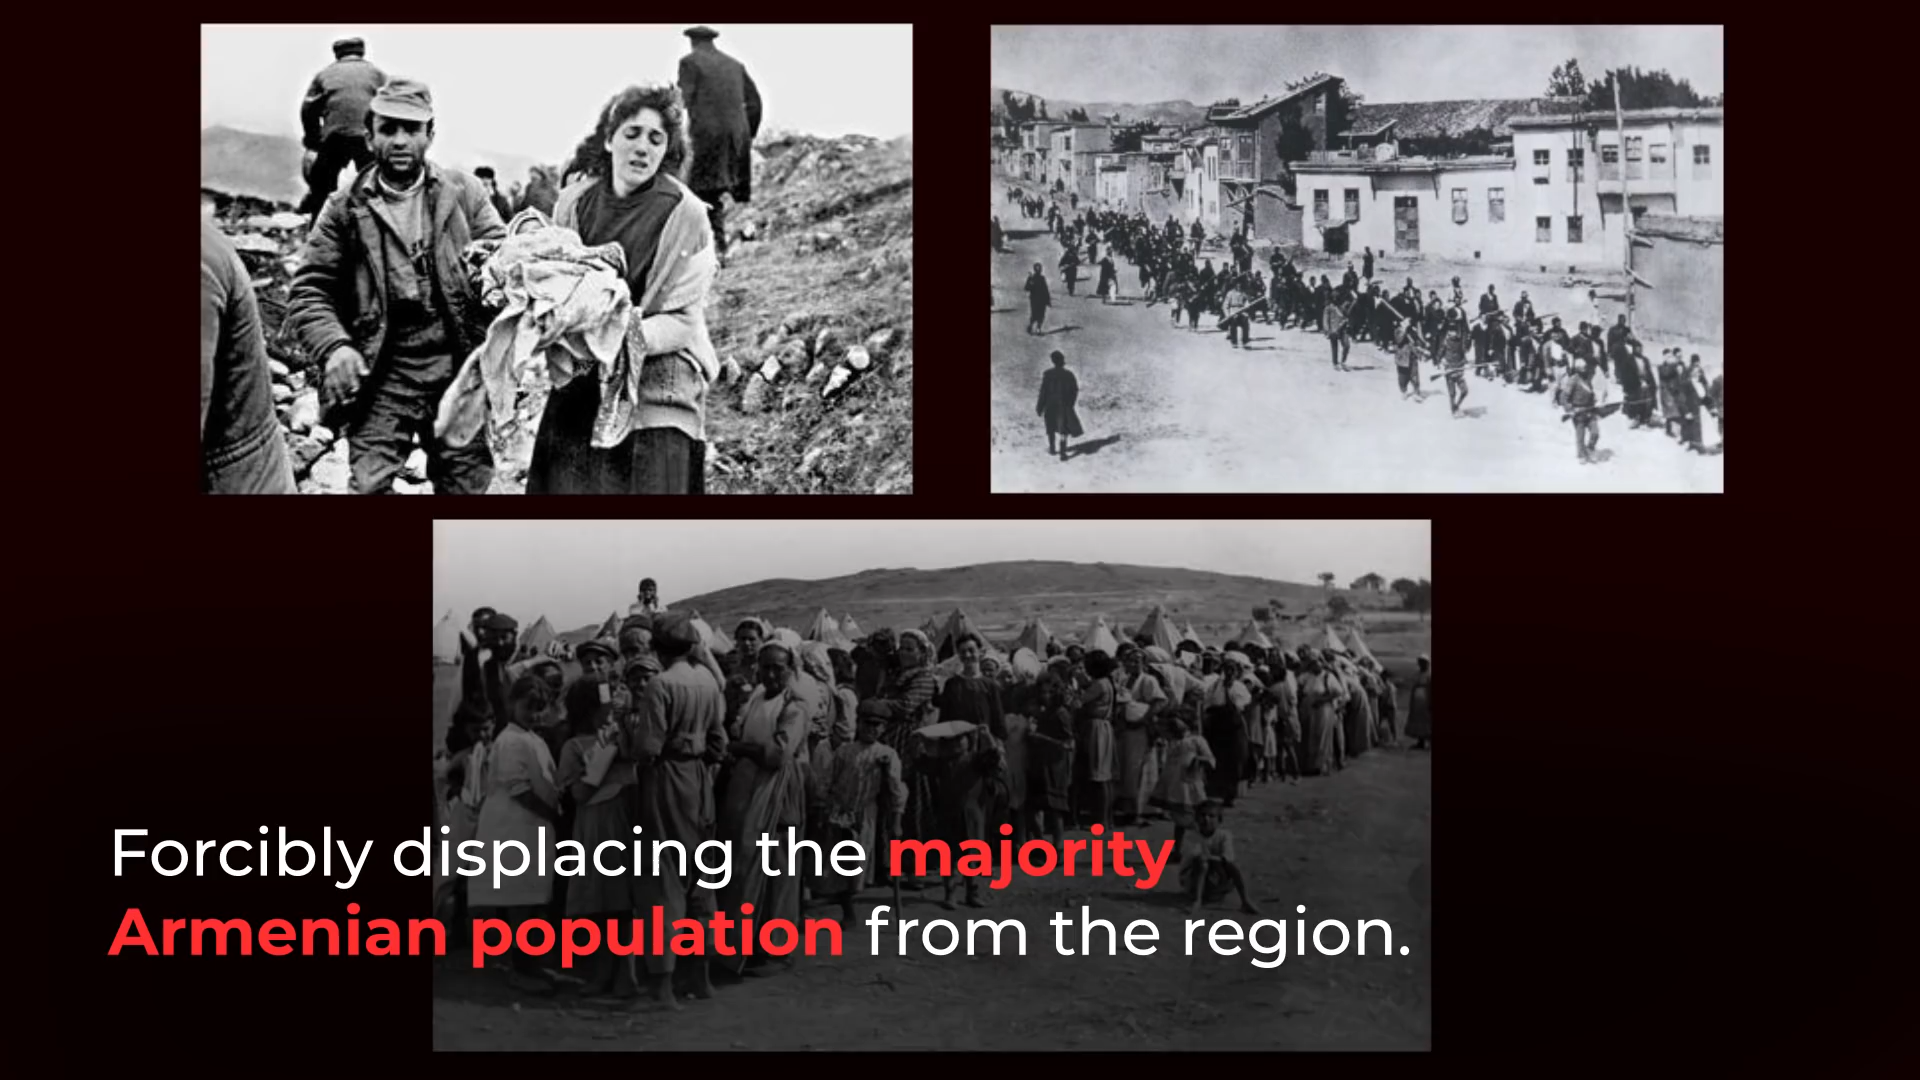 Forcibly displacing the majority
Armenian population from the region.